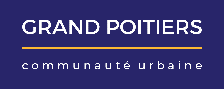 GRAND POITIERS
communauté urbaine